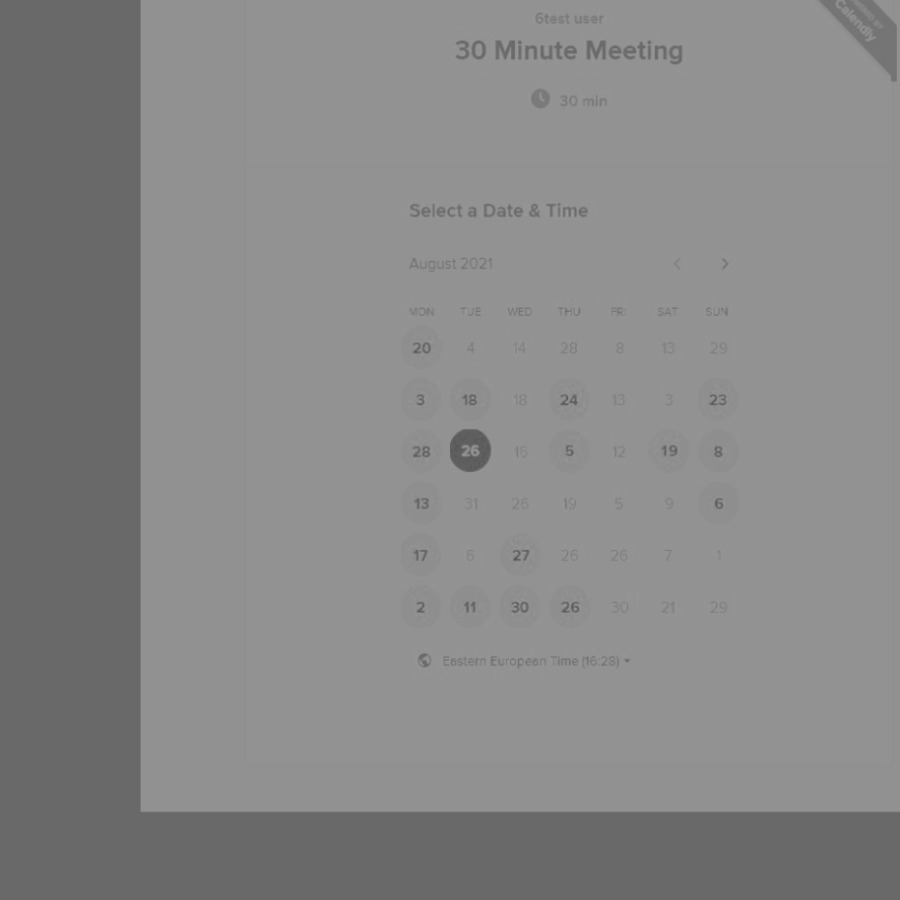 6test user
POWERED BY
Calendly
30 Minute Meeting
30 min
Select a Date & Time
August 2021
MON TUE WED THU FRI SAT SUN
20 4 14 28 8 13 29
3 18 18 24 13 3 23
28 26 16 5 12 19 8
13 31 26 19 5 9 6
17 6 27 26 26 7 1
2 11 30 26 30 21 29
Eastern European Time (16:28)